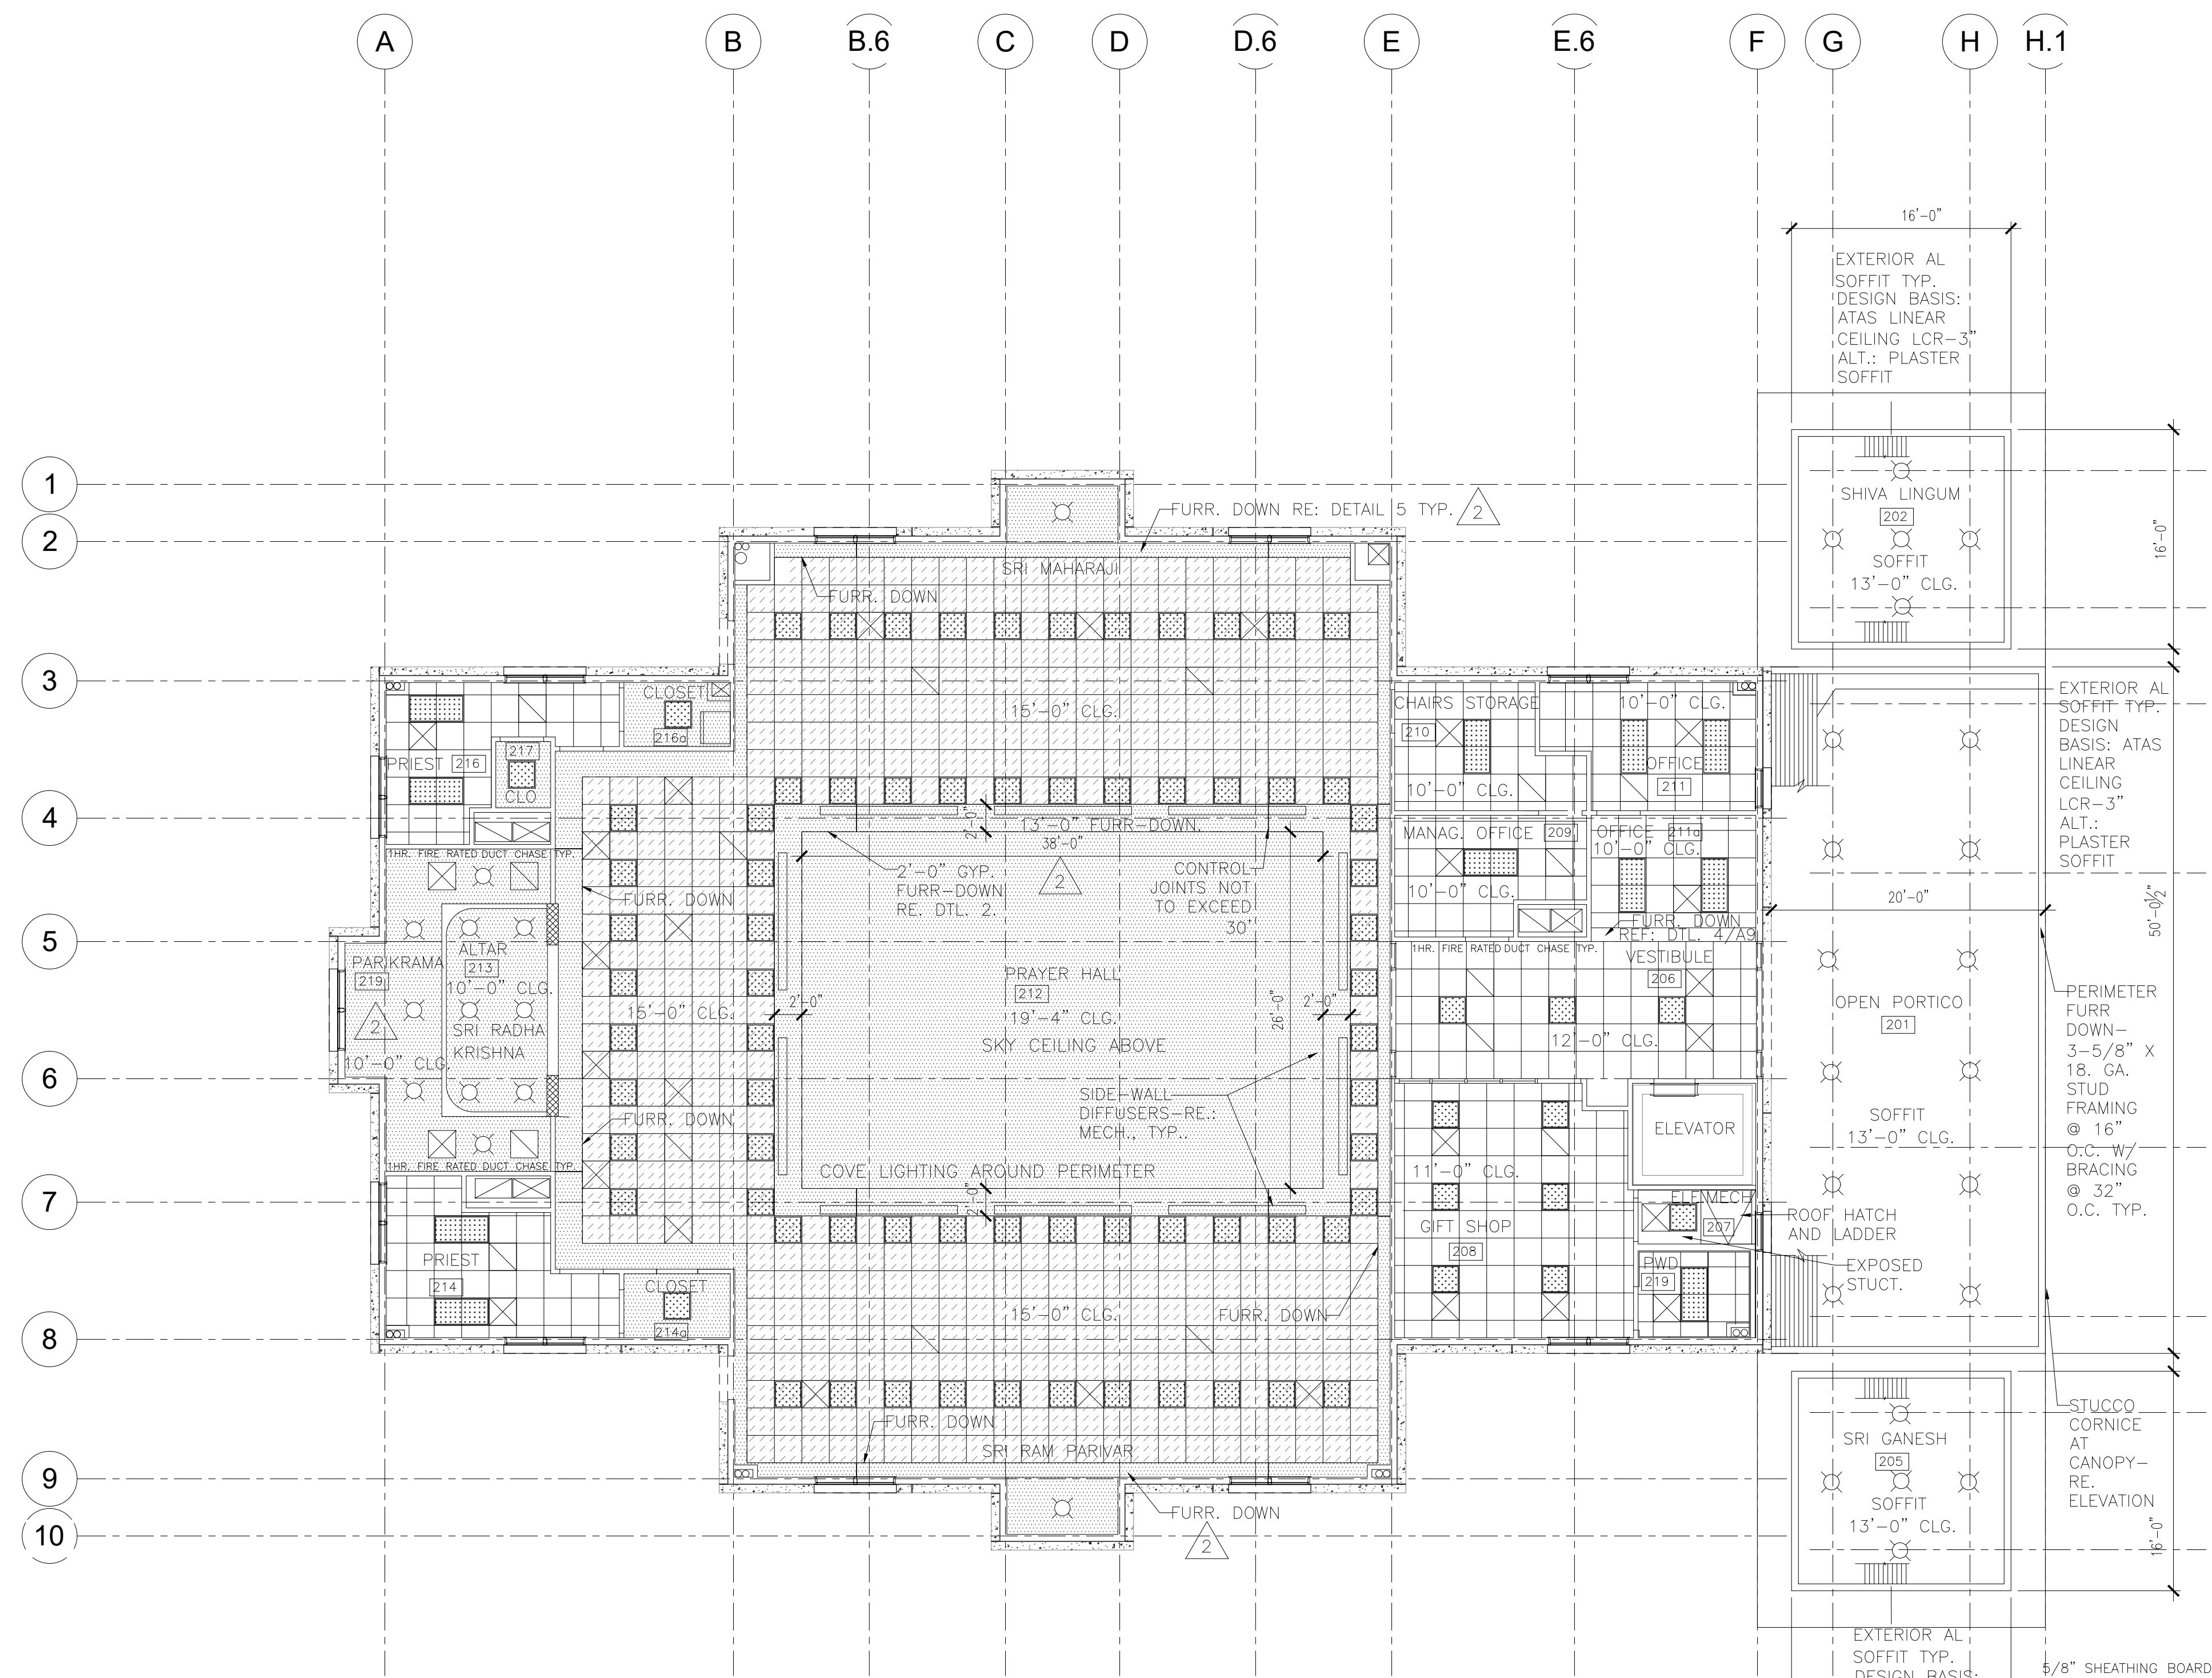 A
B
B.6
C
D
D.6
E
E.6
F
G
H
H.1
1
2
3
4
5
6
7
8
9
10
16'-0"
EXTERIOR AL
SOFFIT TYP.
DESIGN BASIS:
ATAS LINEAR
CEILING LCR-3"
ALT.: PLASTER
SOFFIT
SHIVA LINGUM
202
SOFFIT
13'-0" CLG.
16'-0"
FURR. DOWN RE: DETAIL 5 TYP.
2
SRI MAHARAJI
FURR. DOWN
15'-0" CLG.
CLOSET
216a
217
CLO
PRIEST 216
1HR. FIRE RATED DUCT CHASE TYP.
CHAIRS STORAGE
210
10'-0" CLG.
10'-0" CLG.
OFFICE
211
MANAG. OFFICE 209
10'-0" CLG.
OFFICE 211a
10'-0" CLG.
FURR. DOWN
REF: DTL. 4/A9
1HR. FIRE RATED DUCT CHASE TYP.
VESTIBULE
206
12'-0" CLG.
EXTERIOR AL
SOFFIT TYP.
DESIGN
BASIS: ATAS
LINEAR
CEILING
LCR-3"
ALT.:
PLASTER
SOFFIT
50'-0½"
20'-0"
2'-0"
13'-0" FURR-DOWN.
38'-0
2
2'-0" GYP.
FURR-DOWN
RE. DTL. 2.
CONTROL
JOINTS NOT
TO EXCEED
30'
FURR. DOWN
PARIKRAMA
219
2
10'-0" CLG.
ALTAR
213
10'-0" CLG.
SRI RADHA
KRISHNA
15'-0" CLG.
2'-0"
PRAYER HALL
212
19'-4" CLG.
SKY CEILING ABOVE
26'-0"
2'-0"
SIDE-WALL
DIFFUSERS-RE.:
MECH., TYP..
FURR. DOWN
COVE LIGHTING AROUND PERIMETER
2'-0"
1HR. FIRE RATED DUCT CHASE TYP.
OPEN PORTICO
201
SOFFIT
13'-0" CLG.
PERIMETER
FURR
DOWN-
3-5/8" X
18. GA.
STUD
FRAMING
@ 16"
O.C. W/
BRACING
@ 32"
O.C. TYP.
ELEVATOR
11'-0" CLG.
GIFT SHOP
208
ELE.MECH/
207
ROOF HATCH
AND LADDER
EXPOSED
STUCT.
PWD
219
PRIEST
214
CLOSET
214a
15'-0" CLG.
FURR. DOWN
FURR. DOWN
SRI RAM PARIVAR
FURR. DOWN
2
STUCCO
CORNICE
AT
CANOPY-
RE.
ELEVATION
SRI GANESH
205
SOFFIT
13'-0" CLG.
16'-0"
EXTERIOR AL
SOFFIT TYP.
DESIGN BASIS:
5/8" SHEATHING BOARD